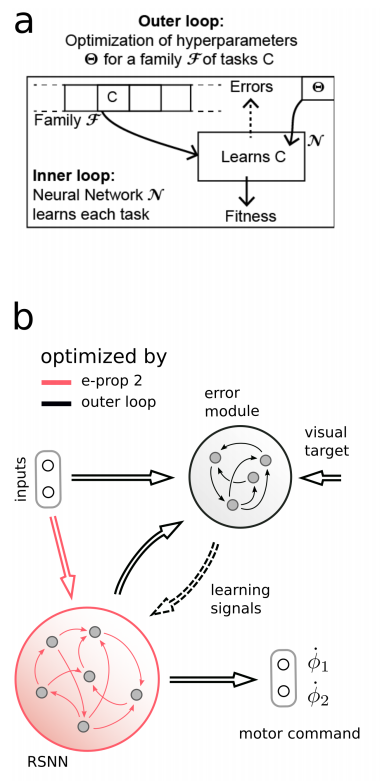 a
Outer loop:
Optimization of hyperparameters
Θ for a family ℱ of tasks C
C
Errors
Θ
Family ℱ
𝒩
Learns C
Inner loop:
Neural Network 𝒩
learns each task
Fitness
b
optimized by
e-prop 2
outer loop
error
module
visual
target
inputs
learning
signals
ϕ̇₁
ϕ̇₂
motor command
RSNN